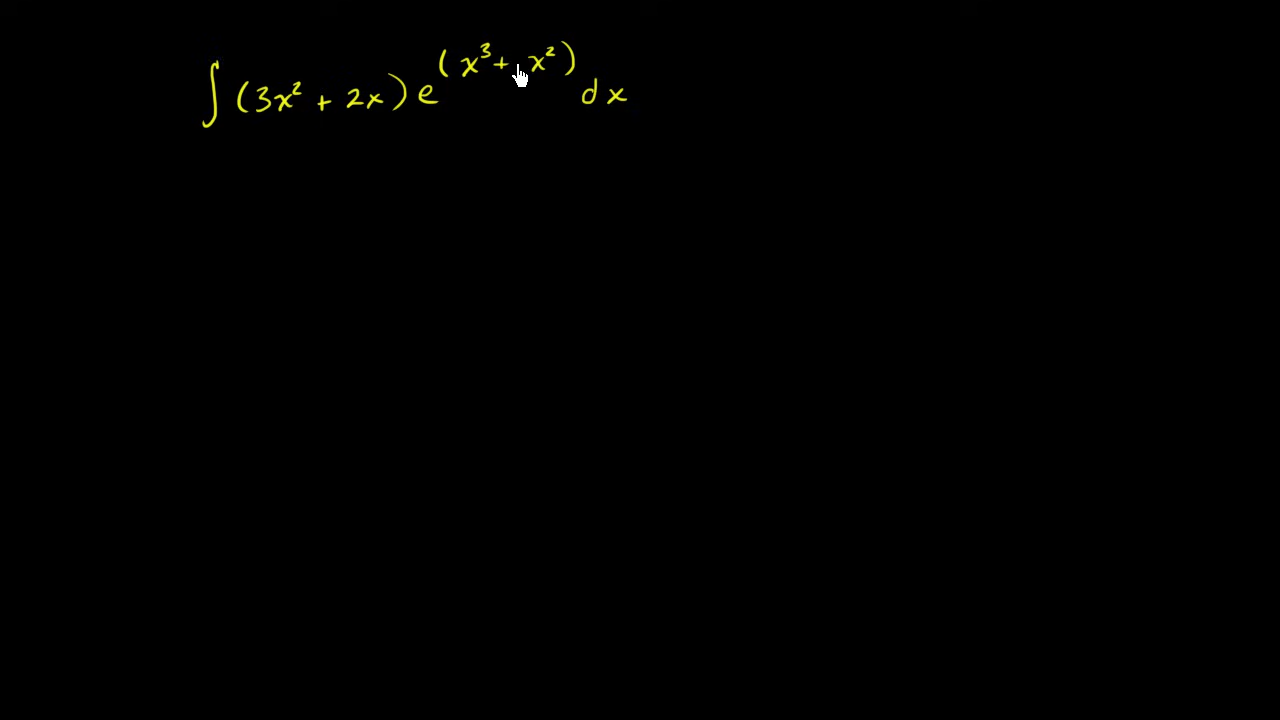 ∫ (3x² + 2x) e^(x³ + x²) dx